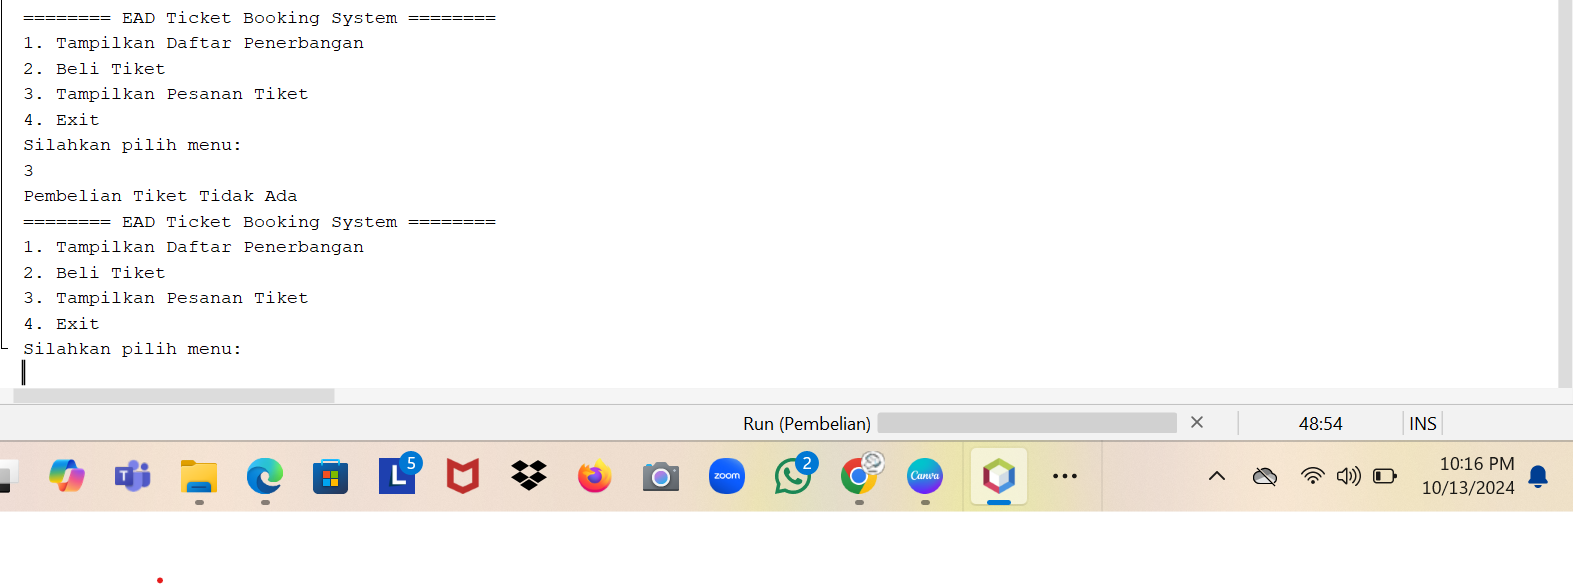 ======== EAD Ticket Booking System ========
1. Tampilkan Daftar Penerbangan
2. Beli Tiket
3. Tampilkan Pesanan Tiket
4. Exit
Silahkan pilih menu:
3
Pembelian Tiket Tidak Ada
======== EAD Ticket Booking System ========
1. Tampilkan Daftar Penerbangan
2. Beli Tiket
3. Tampilkan Pesanan Tiket
4. Exit
Silahkan pilih menu:
Run (Pembelian) 48:54 INS
T L 5 zoom 2 Canva
10:16 PM
10/13/2024